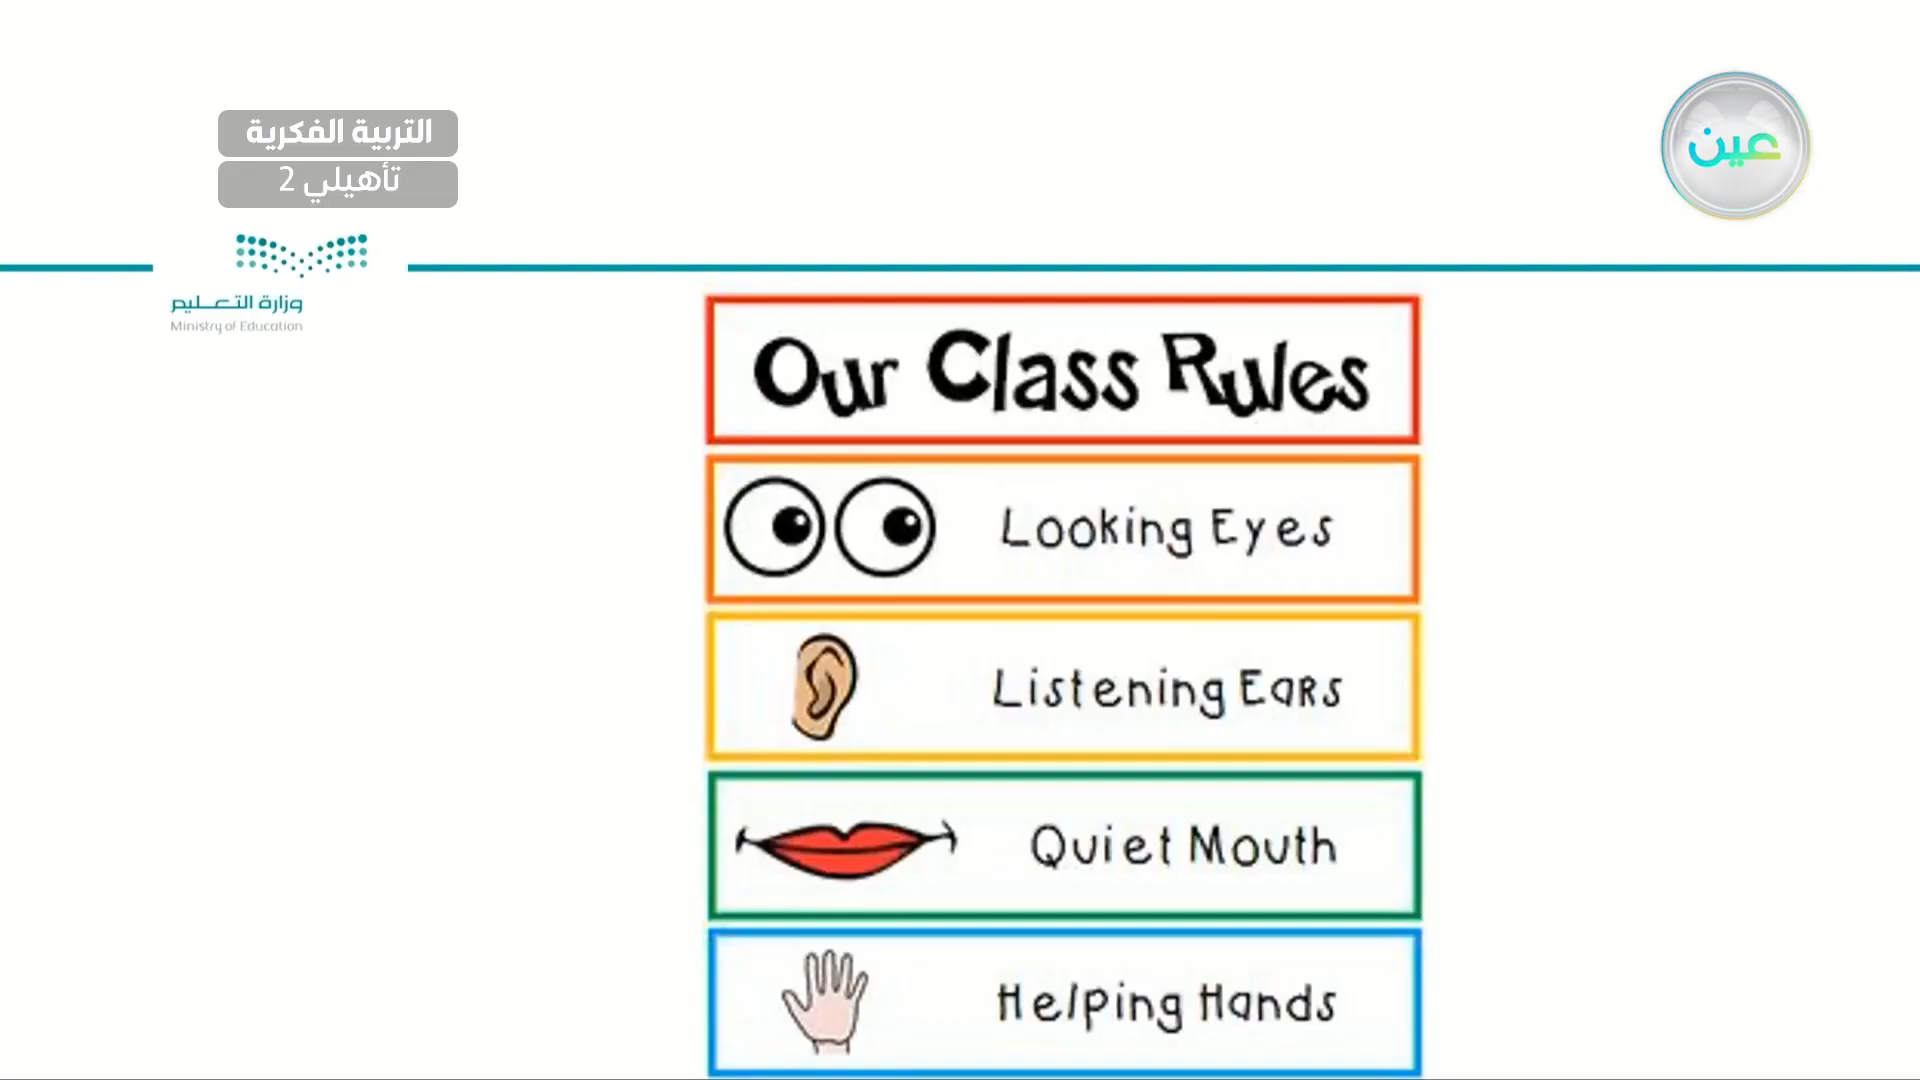 التربية الفكرية
تأهيلي 2
عين
وزارة التعليم
Ministry of Education
Our Class Rules
Looking Eyes
Listening Ears
Quiet Mouth
Helping Hands